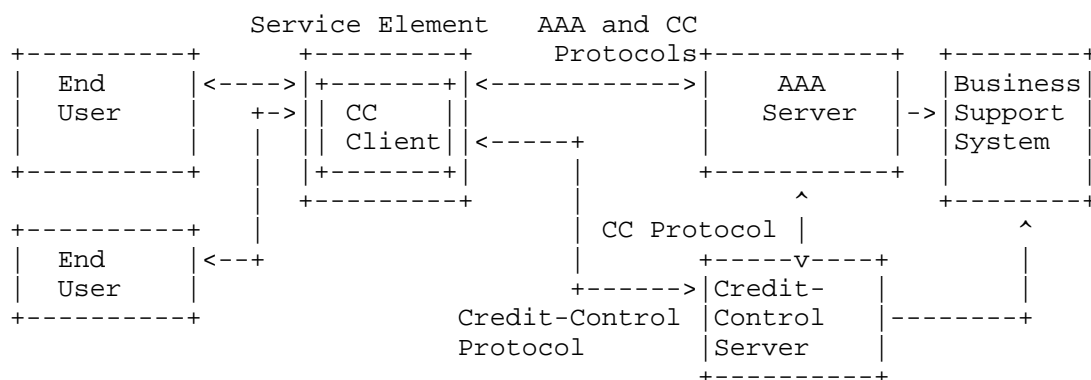 Service Element AAA and CC
Protocols
End User
CC Client
AAA Server
Business Support System
End User
CC Protocol
Credit-Control Server
Credit-Control Protocol